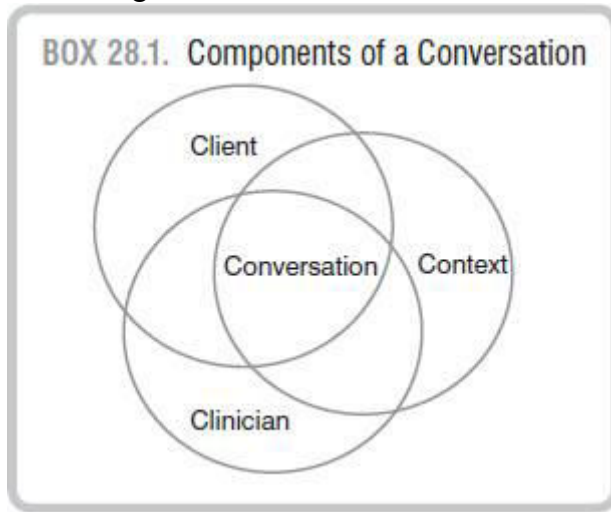 BOX 28.1. Components of a Conversation
Client
Conversation
Context
Clinician